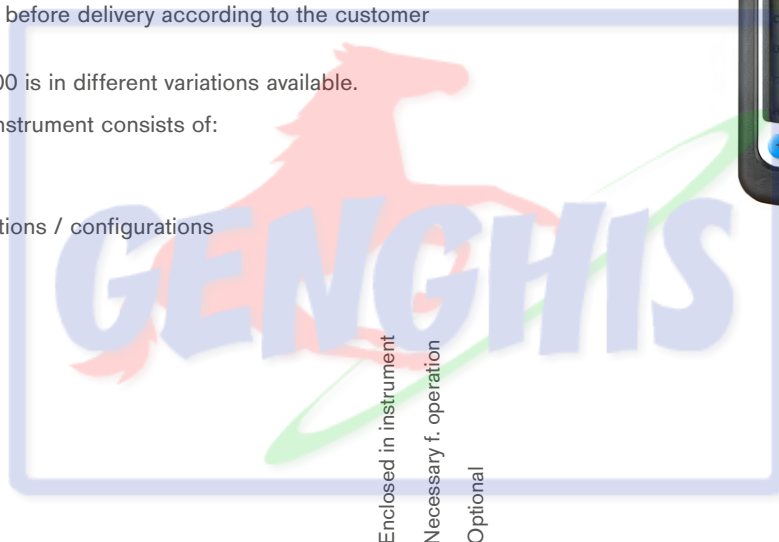 before delivery according to the customer
00 is in different variations available.
nstrument consists of:
tions / configurations
GENGHIS
Enclosed in instrument
Necessary f. operation
Optional